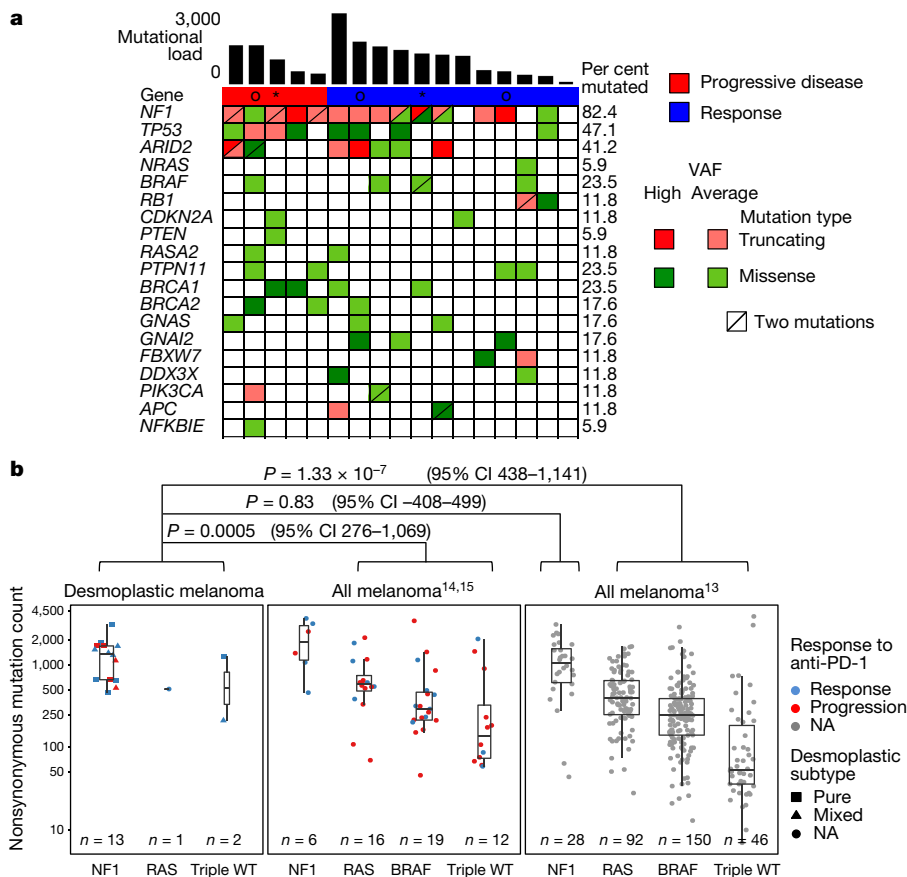 a
3,000
Mutational load
0
Per cent mutated
Gene
o * o * o
NF1 82.4
TP53 47.1
ARID2 41.2
NRAS 5.9
BRAF 23.5
RB1 11.8
CDKN2A 11.8
PTEN 5.9
RASA2 11.8
PTPN11 23.5
BRCA1 23.5
BRCA2 17.6
GNAS 17.6
GNAI2 17.6
FBXW7 11.8
DDX3X 11.8
PIK3CA 11.8
APC 11.8
NFKBIE 5.9
Progressive disease
Response
VAF
High Average
Mutation type
Truncating
Missense
Two mutations
b
P = 1.33 × 10⁻⁷ (95% CI 438–1,141)
P = 0.83 (95% CI –408–499)
P = 0.0005 (95% CI 276–1,069)
Desmoplastic melanoma All melanoma¹⁴,¹⁵ All melanoma¹³
Nonsynonymous mutation count
4,500
2,000
1,000
500
250
100
50
10
n = 13 n = 1 n = 2 n = 6 n = 16 n = 19 n = 12 n = 28 n = 92 n = 150 n = 46
NF1 RAS Triple WT NF1 RAS BRAF Triple WT NF1 RAS BRAF Triple WT
Response to anti-PD-1
Response
Progression
NA
Desmoplastic subtype
Pure
Mixed
NA